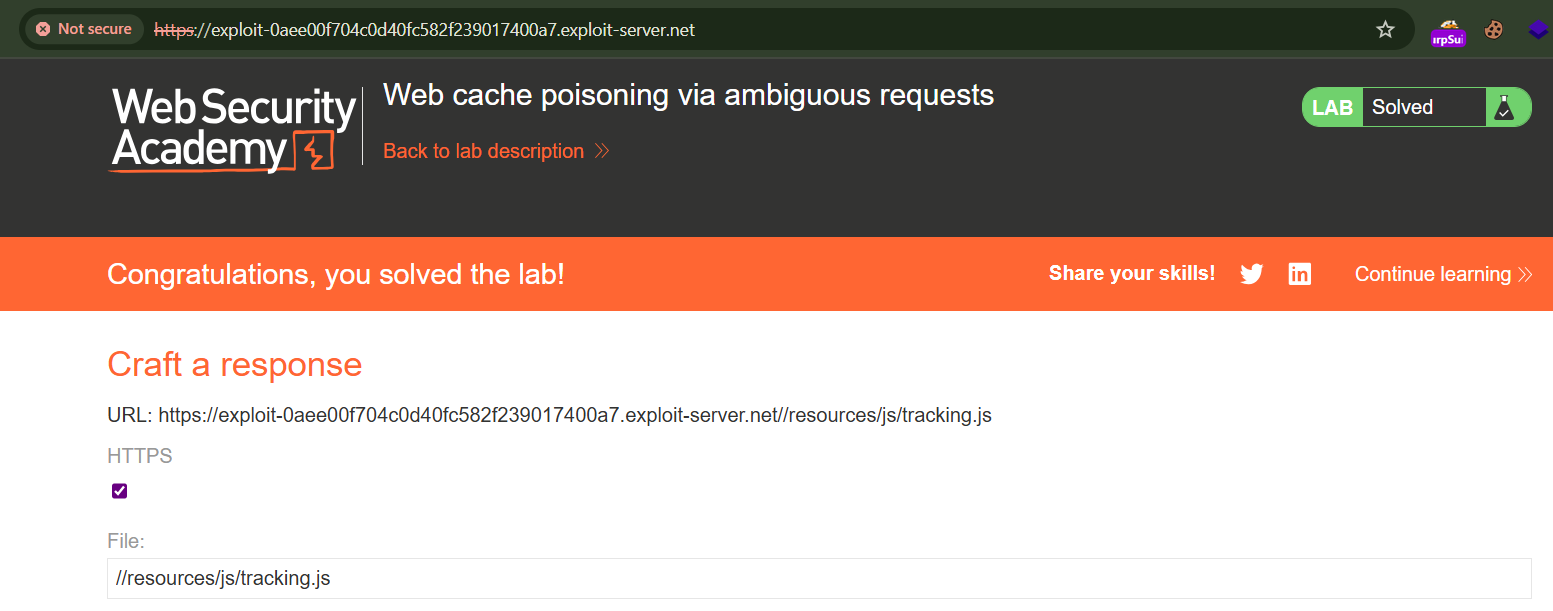 Not secure https://exploit-0aee00f704c0d40fc582f239017400a7.exploit-server.net
urpSui
Web Security
Academy
Web cache poisoning via ambiguous requests
Back to lab description
LAB Solved
Congratulations, you solved the lab!
Share your skills!
in
Continue learning
Craft a response
URL: https://exploit-0aee00f704c0d40fc582f239017400a7.exploit-server.net//resources/js/tracking.js
HTTPS
File:
//resources/js/tracking.js